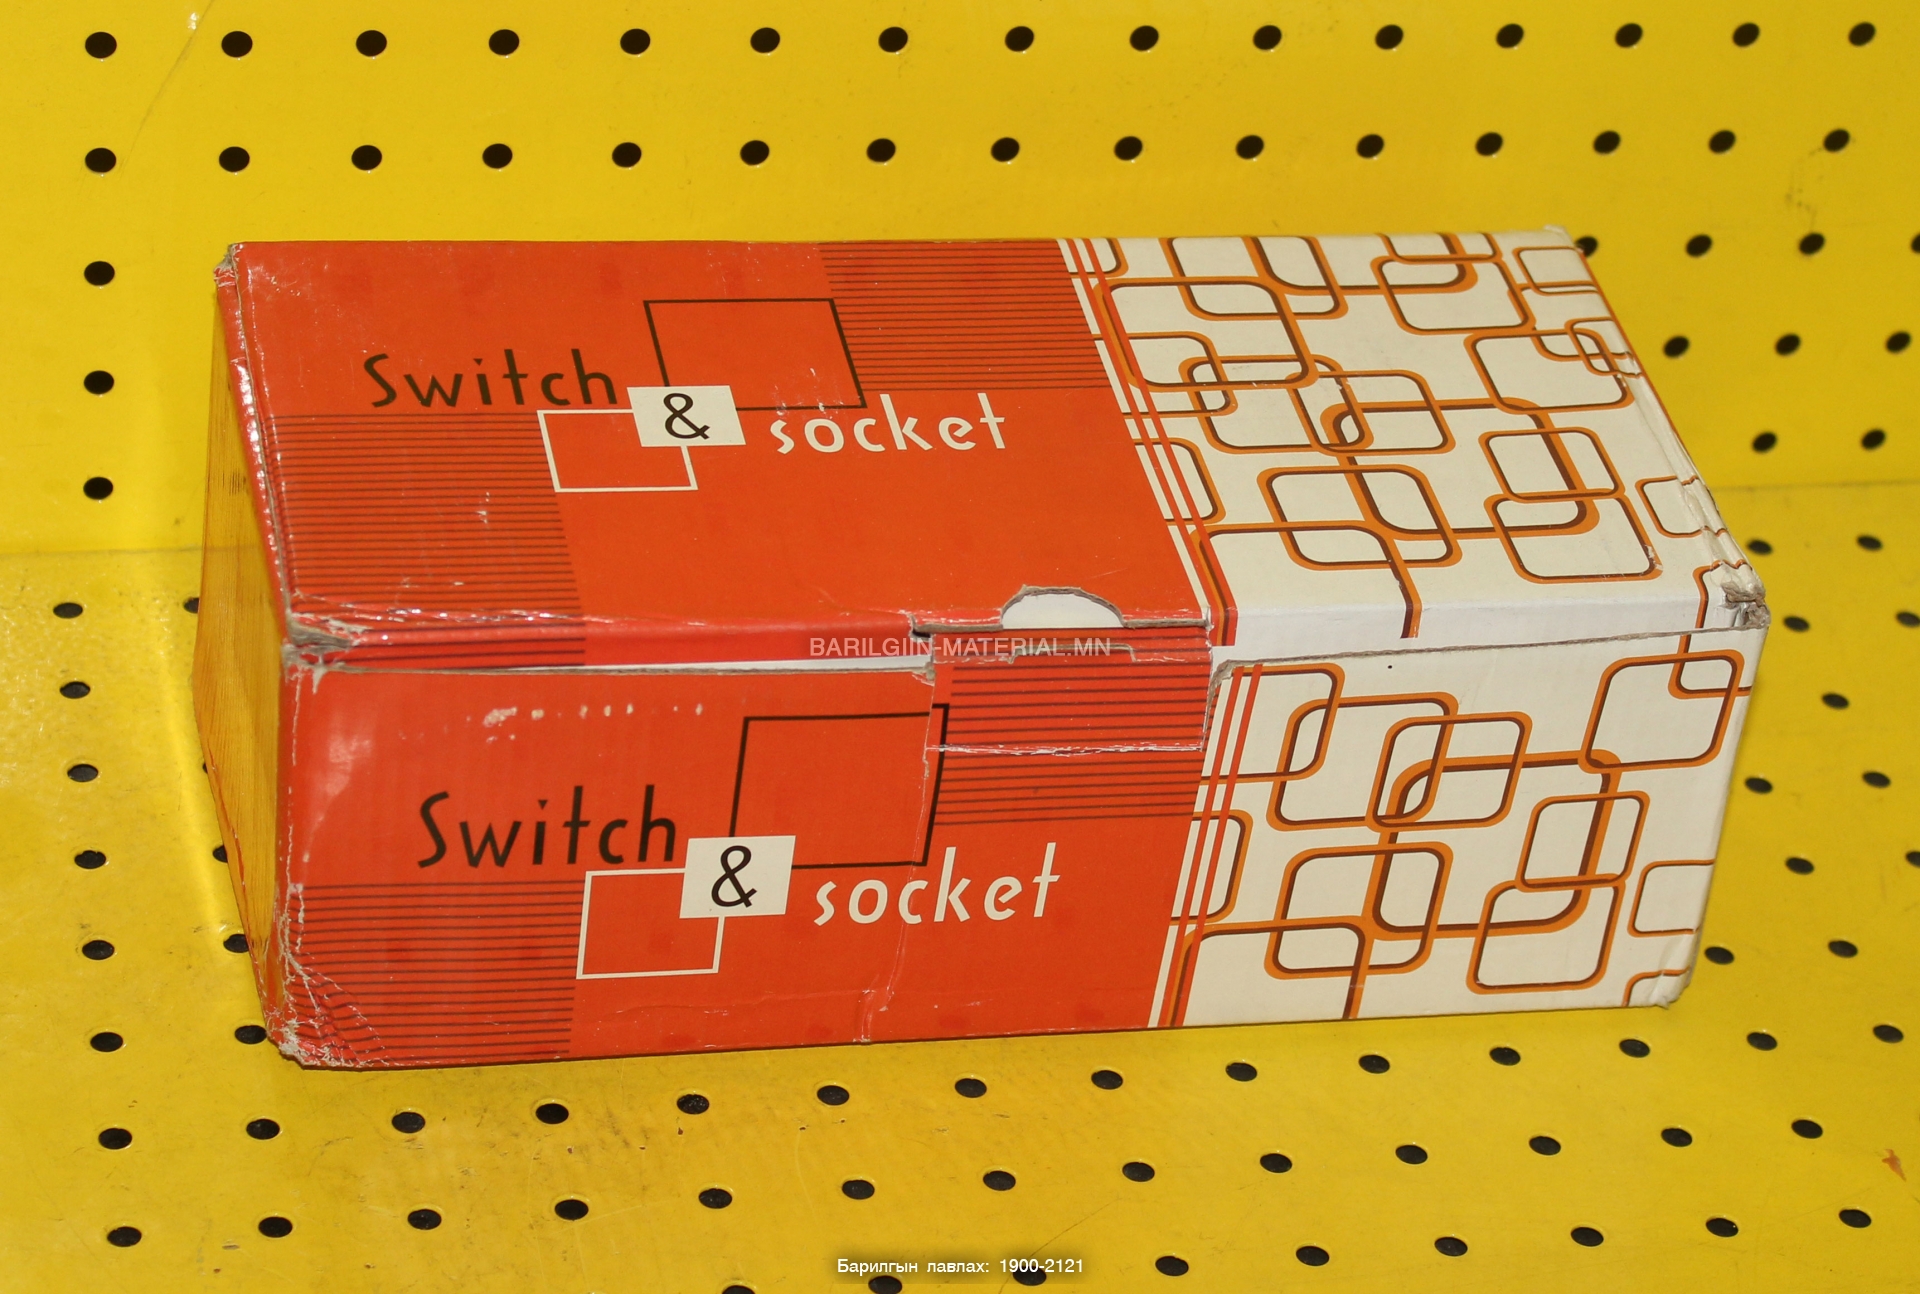 Switch
&
socket
BARILGIIN-MATERIAL.MN
Switch
&
socket
Барилгын лавлах: 1900-2121